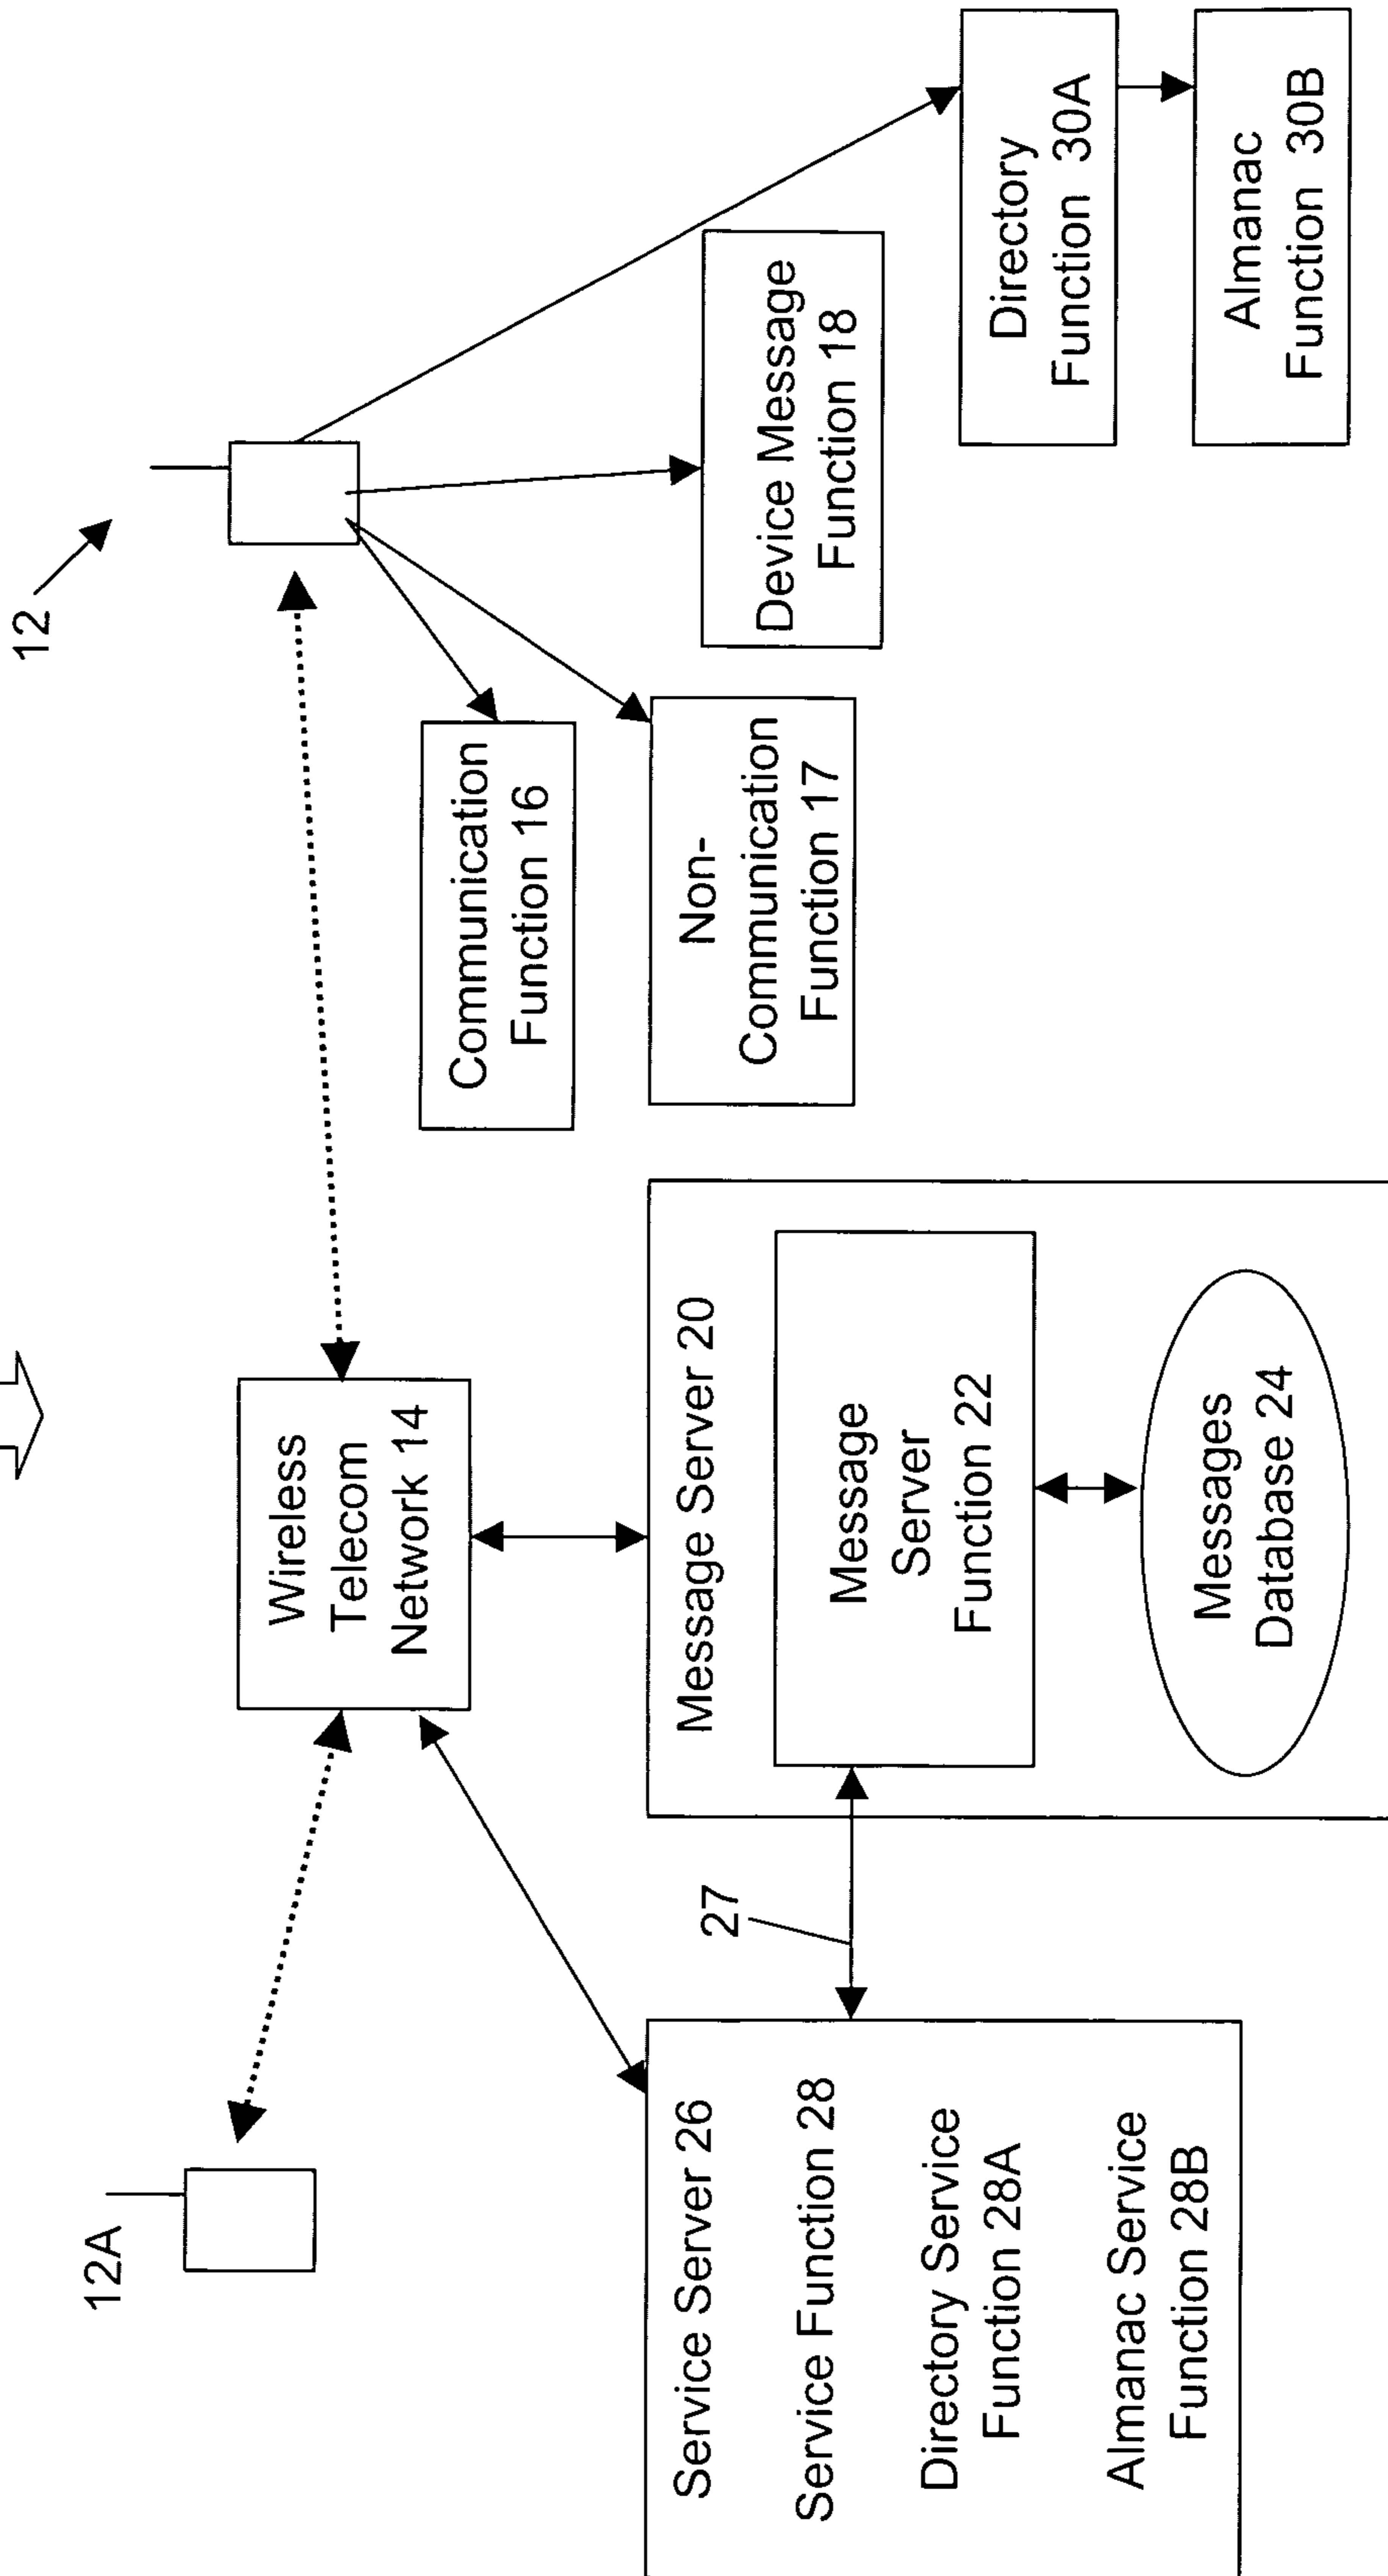 12A
12
Wireless
Telecom
Network 14
Communication
Function 16
Non-
Communication
Function 17
Device Message
Function 18
Directory
Function 30A
Almanac
Function 30B
Service Server 26
Service Function 28
Directory Service
Function 28A
Almanac Service
Function 28B
27
Message Server 20
Message
Server
Function 22
Messages
Database 24